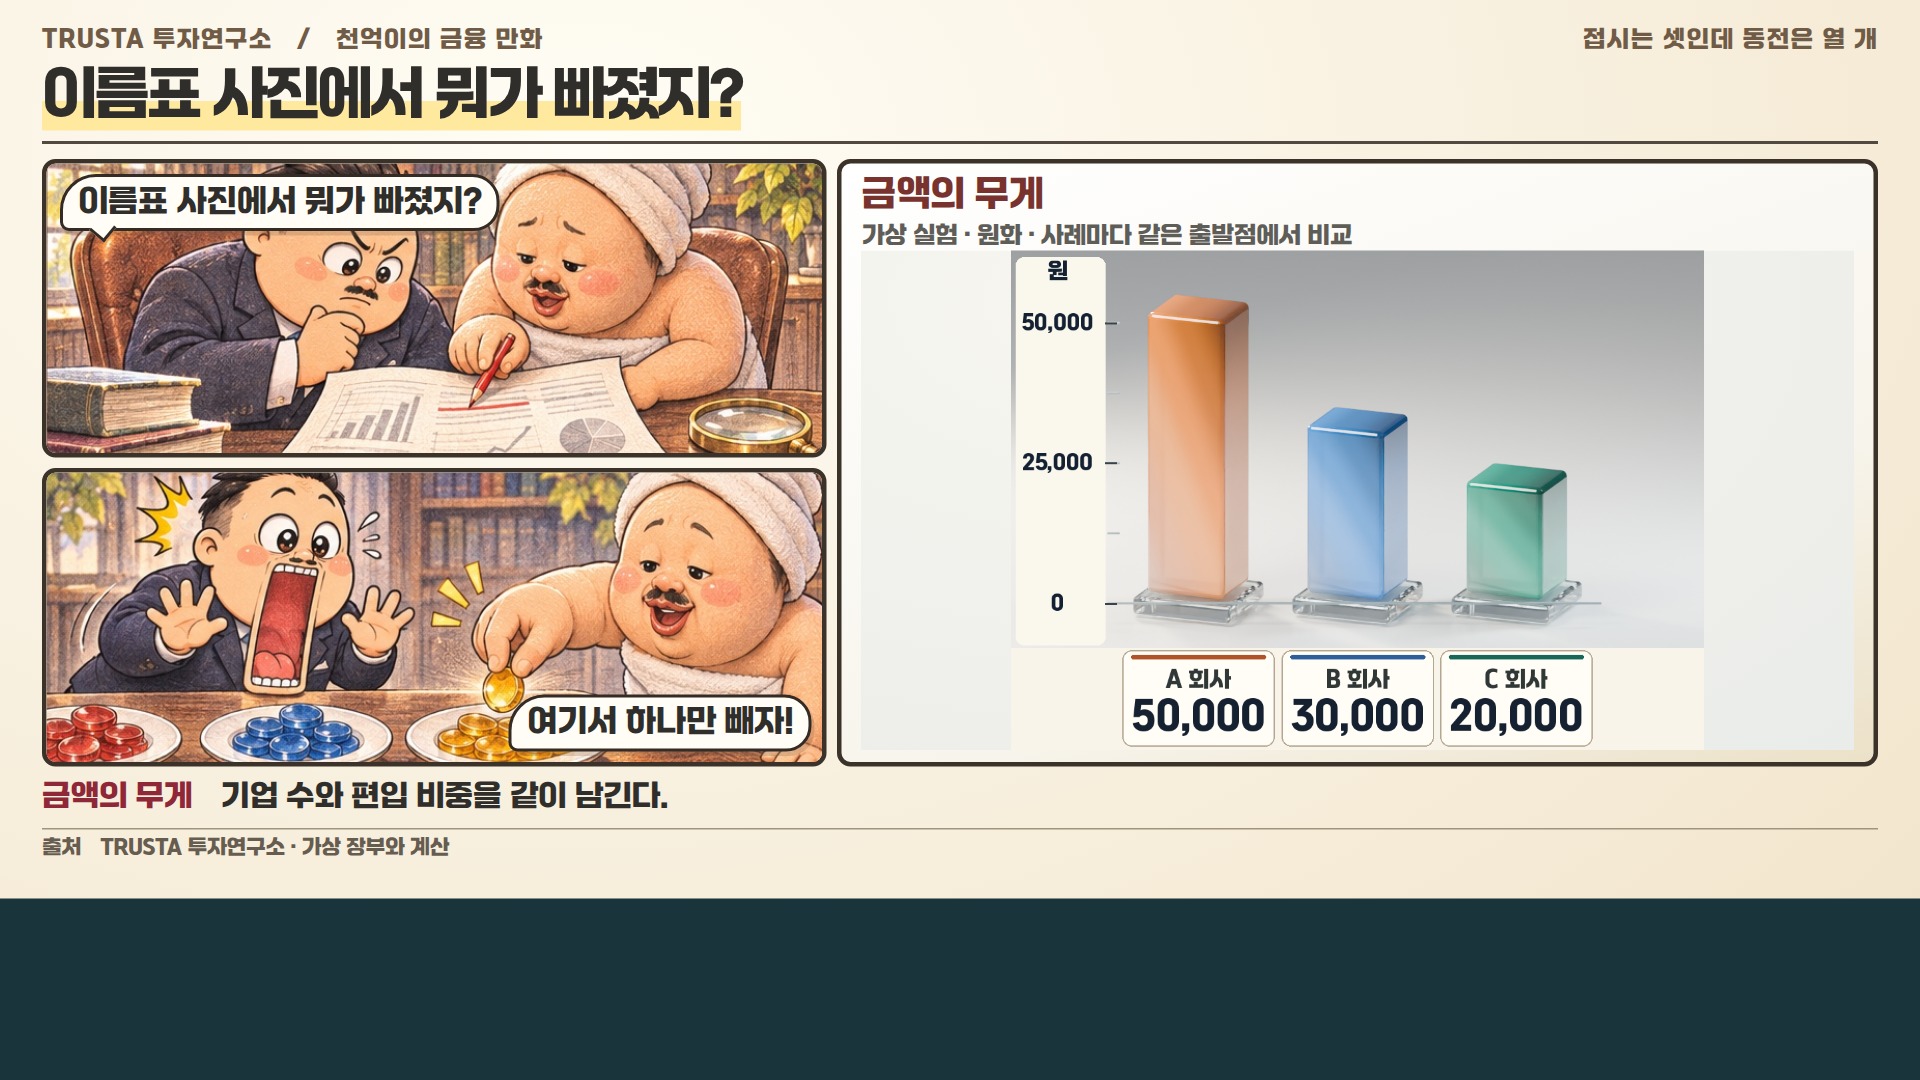 TRUSTA 투자연구소 / 천억이의 금융 만화
접시는 셋인데 동전은 열 개
이름표 사진에서 뭐가 빠졌지?
이름표 사진에서 뭐가 빠졌지?
여기서 하나만 빼자!
금액의 무게
가상 실험 · 원화 · 사례마다 같은 출발점에서 비교
원
50,000
25,000
0
A 회사
50,000
B 회사
30,000
C 회사
20,000
금액의 무게 기업 수와 편입 비중을 같이 남긴다.
출처 TRUSTA 투자연구소 · 가상 장부와 계산